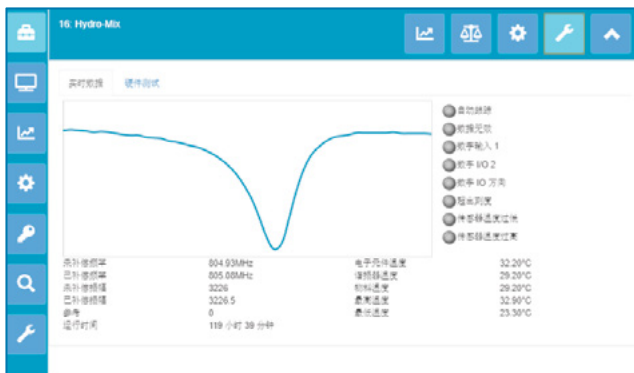 16: Hydro-Mix
实时数据 硬件测试
自动跟踪
数据无效
数字输入 1
数字 I/O 2
数字 IO 方向
超出刻度
传感器温度过低
传感器温度过高
未补偿频率 804.93MHz 电子元件温度 32.20°C
已补偿频率 805.08MHz 谐振器温度 29.20°C
未补偿振幅 3226 材料温度 29.20°C
已补偿振幅 3226.5 最高温度 32.90°C
参考 0 最低温度 23.30°C
运行时间 119 小时 39 分钟